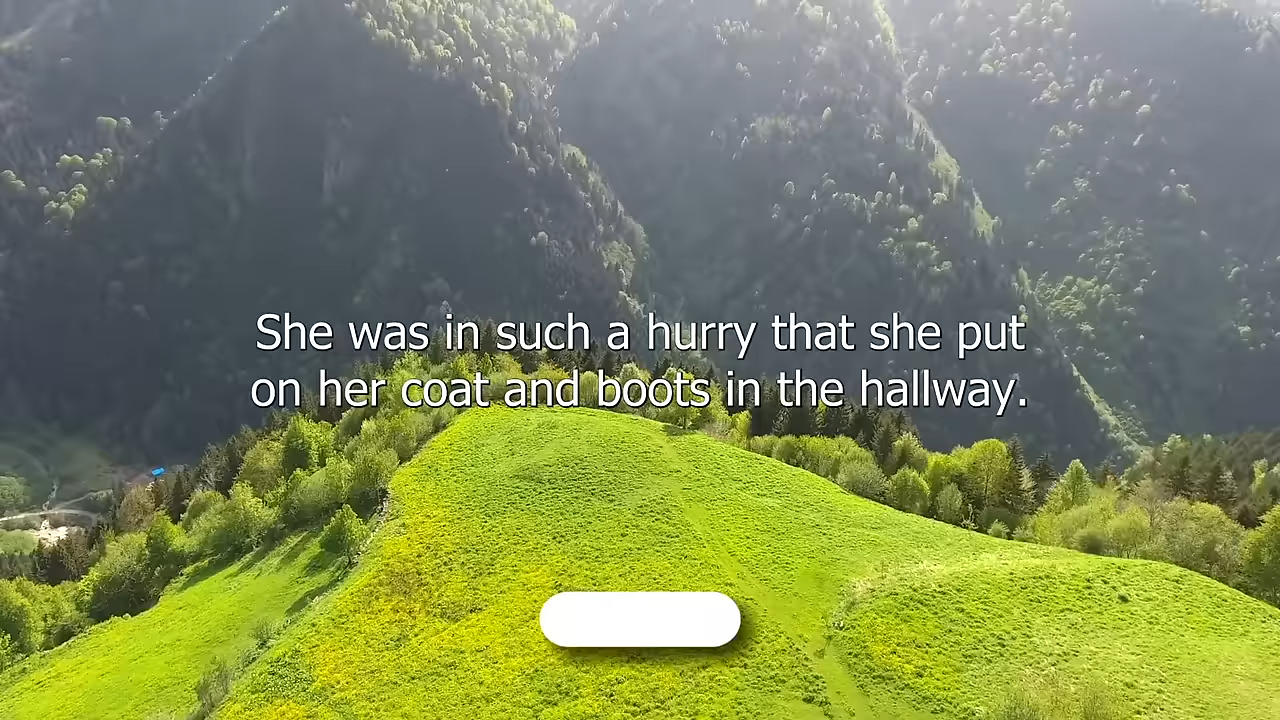 She was in such a hurry that she put
on her coat and boots in the hallway.